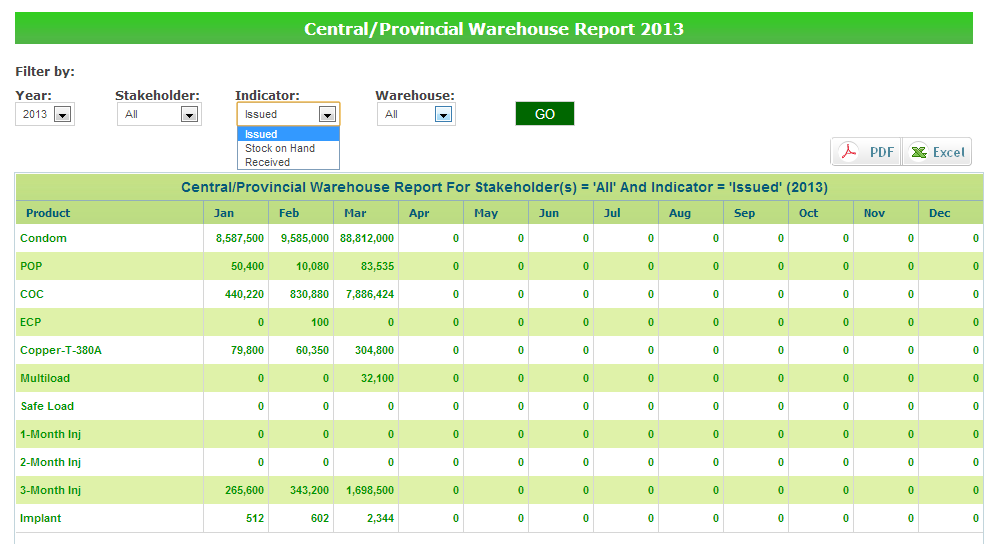 Central/Provincial Warehouse Report 2013
Filter by:
Year: Stakeholder: Indicator: Warehouse:
2013 All Issued All GO
Issued
Stock on Hand
Received
PDF Excel
Central/Provincial Warehouse Report For Stakeholder(s) = 'All' And Indicator = 'Issued' (2013)
Product Jan Feb Mar Apr May Jun Jul Aug Sep Oct Nov Dec
Condom 8,587,500 9,585,000 88,812,000 0 0 0 0 0 0 0 0 0
POP 50,400 10,080 83,535 0 0 0 0 0 0 0 0 0
COC 440,220 830,880 7,886,424 0 0 0 0 0 0 0 0 0
ECP 0 100 0 0 0 0 0 0 0 0 0 0
Copper-T-380A 79,800 60,350 304,800 0 0 0 0 0 0 0 0 0
Multiload 0 0 32,100 0 0 0 0 0 0 0 0 0
Safe Load 0 0 0 0 0 0 0 0 0 0 0 0
1-Month Inj 0 0 0 0 0 0 0 0 0 0 0 0
2-Month Inj 0 0 0 0 0 0 0 0 0 0 0 0
3-Month Inj 265,600 343,200 1,698,500 0 0 0 0 0 0 0 0 0
Implant 512 602 2,344 0 0 0 0 0 0 0 0 0